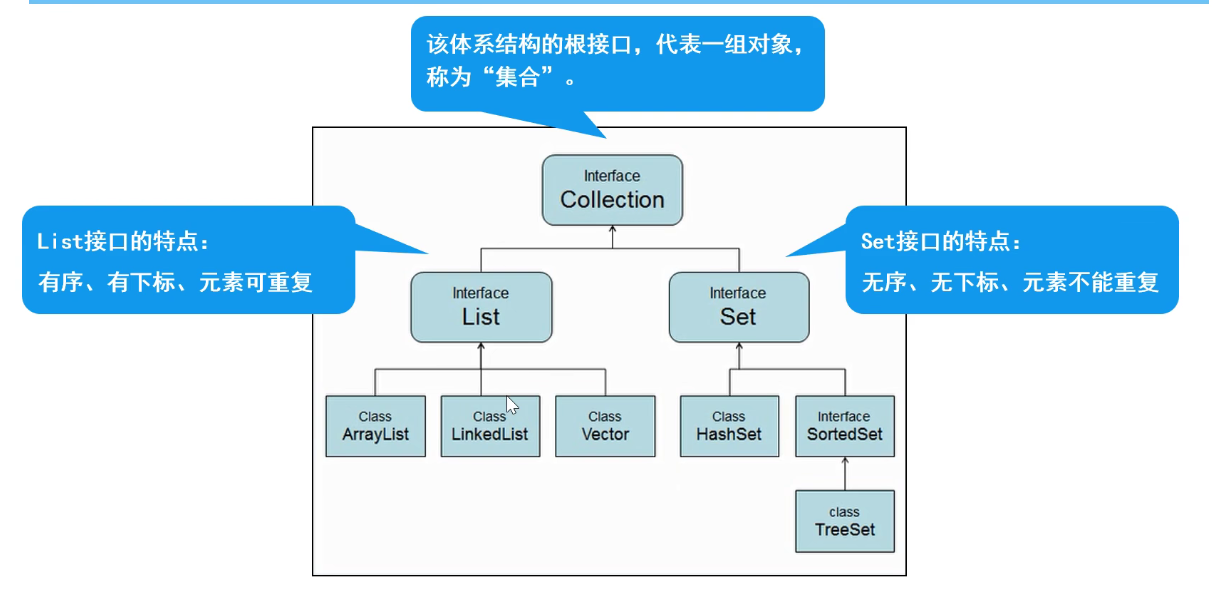 该体系结构的根接口，代表一组对象，
称为“集合”。
Interface
Collection
List接口的特点：
有序、有下标、元素可重复
Set接口的特点：
无序、无下标、元素不能重复
Interface
List
Interface
Set
Class
ArrayList
Class
LinkedList
Class
Vector
Class
HashSet
Interface
SortedSet
class
TreeSet